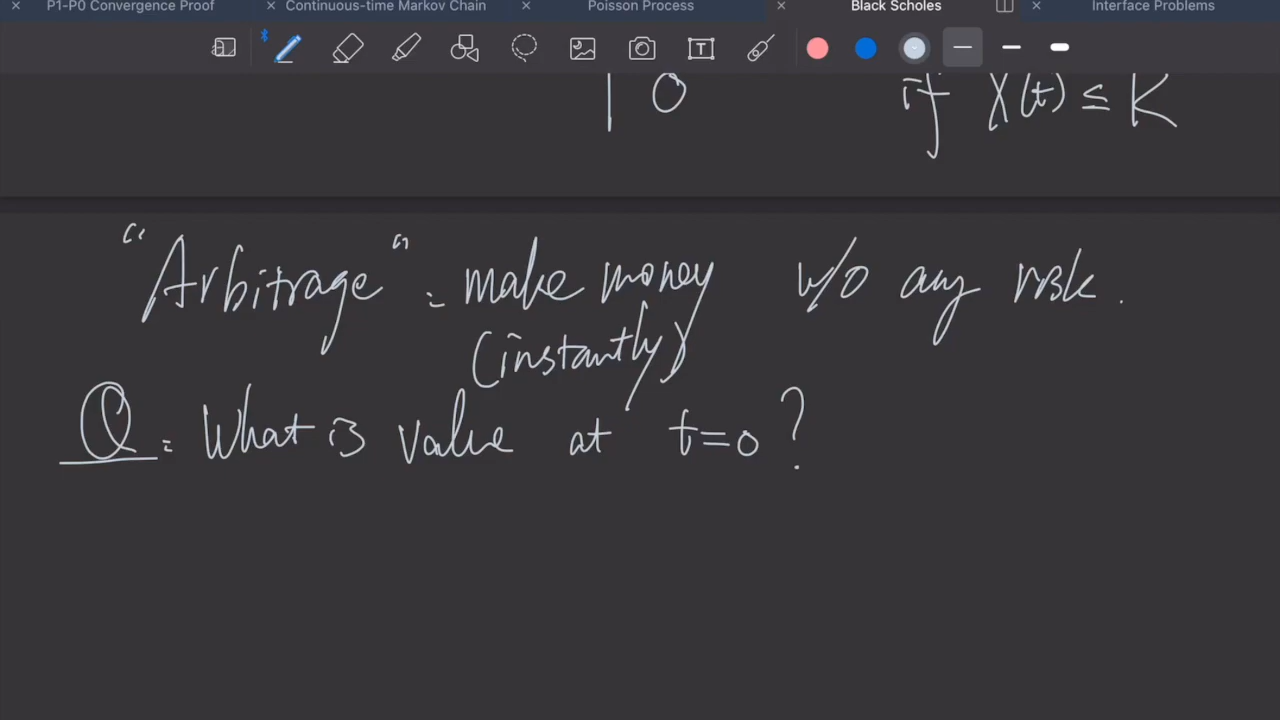 P1-P0 Convergence Proof Continuous-time Markov Chain Poisson Process Black Scholes Interface Problems
0 if X(t) ≤ K
"Arbitrage" = make money w/o any risk.
(instantly)
Q: What is value at t=0?